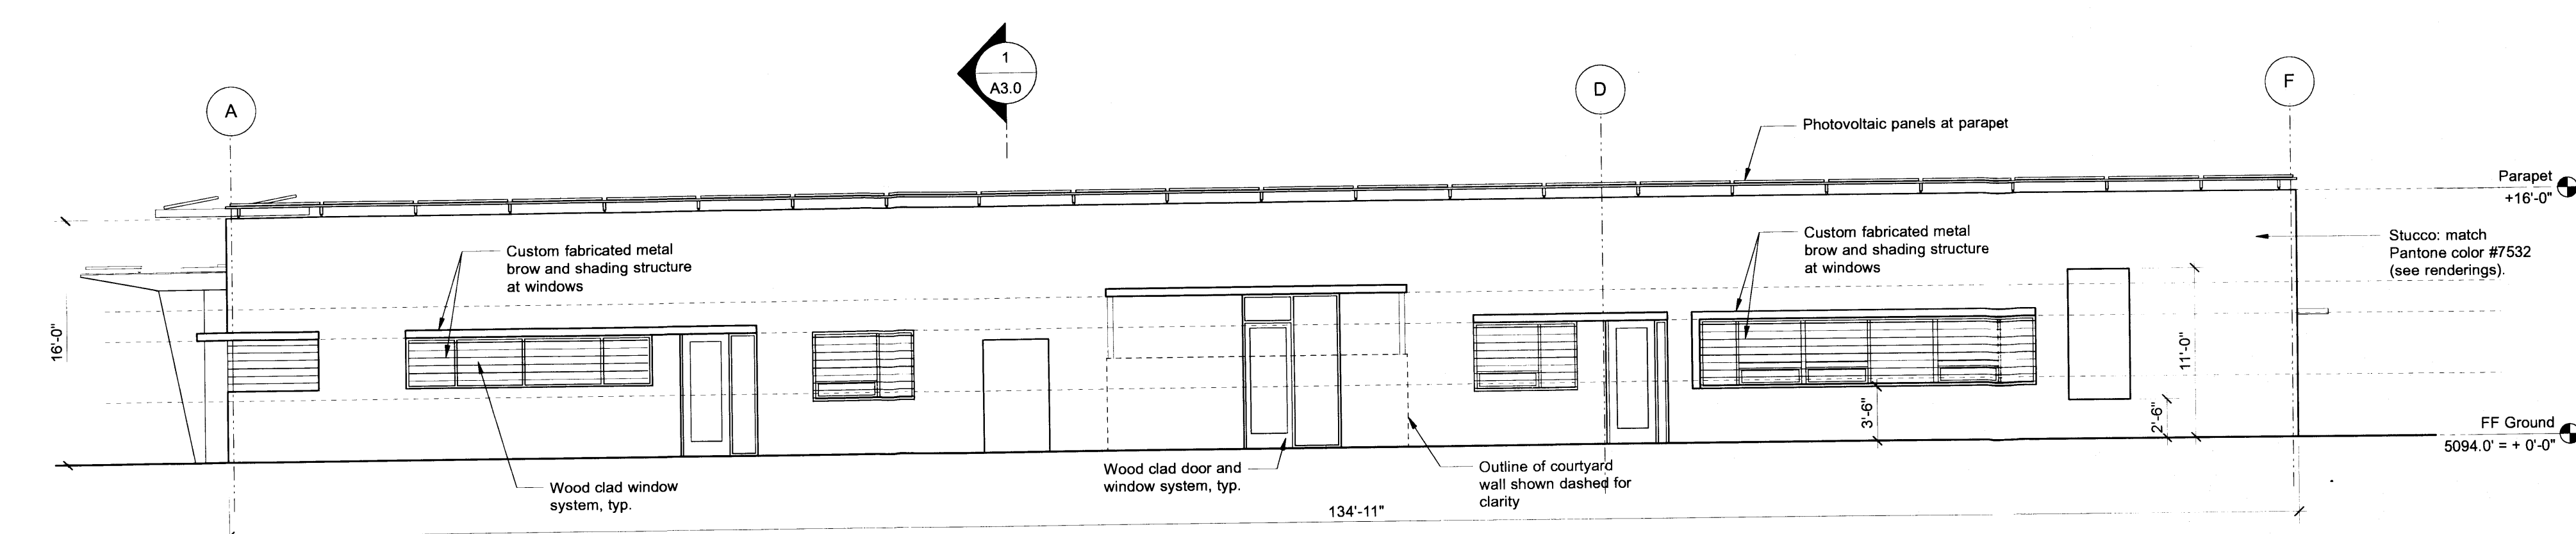 1
A3.0
A
D
F
Photovoltaic panels at parapet
Parapet
+16'-0"
Custom fabricated metal
brow and shading structure
at windows
Custom fabricated metal
brow and shading structure
at windows
Stucco: match
Pantone color #7532
(see renderings).
16'-0"
11'-0"
3'-6"
2'-6"
FF Ground
5094.0' = + 0'-0"
Wood clad window
system, typ.
Wood clad door and
window system, typ.
Outline of courtyard
wall shown dashed for
clarity
134'-11"